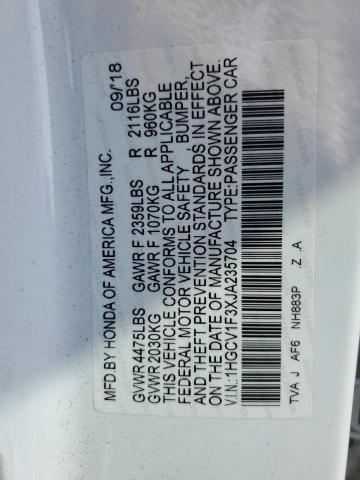 MFD.BY HONDA OF AMERICA MFG.,INC. 09/18
GVWR 4475LBS GAWR F 2359LBS R 2116LBS
GVWR 2030KG GAWR F 1070KG R 960KG
THIS VEHICLE CONFORMS TO ALL APPLICABLE
FEDERAL MOTOR VEHICLE SAFETY , BUMPER,
AND THEFT PREVENTION STANDARDS IN EFFECT
ON THE DATE OF MANUFACTURE SHOWN ABOVE.
V.I.N.:1HGCV1F3XJA235704 TYPE:PASSENGER CAR
TVA J AF6 NH883P .Z .A